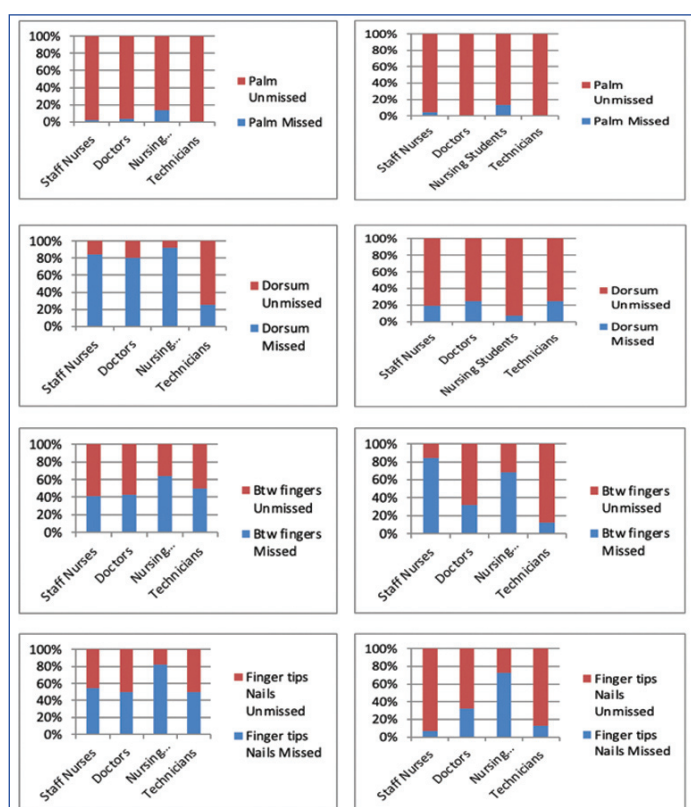 100%
80%
60%
40%
20%
0%
Staff Nurses
Doctors
Nursing...
Technicians
Palm
Unmissed
Palm Missed
100%
80%
60%
40%
20%
0%
Staff Nurses
Doctors
Nursing Students
Technicians
Palm
Unmissed
Palm Missed
100%
80%
60%
40%
20%
0%
Staff Nurses
Doctors
Nursing...
Technicians
Dorsum
Unmissed
Dorsum
Missed
100%
80%
60%
40%
20%
0%
Staff Nurses
Doctors
Nursing Students
Technicians
Dorsum
Unmissed
Dorsum
Missed
100%
80%
60%
40%
20%
0%
Staff Nurses
Doctors
Nursing...
Technicians
Btw fingers
Unmissed
Btw fingers
Missed
100%
80%
60%
40%
20%
0%
Staff Nurses
Doctors
Nursing...
Technicians
Btw fingers
Unmissed
Btw fingers
Missed
100%
80%
60%
40%
20%
0%
Staff Nurses
Doctors
Nursing...
Technicians
Finger tips
Nails
Unmissed
Finger tips
Nails Missed
100%
80%
60%
40%
20%
0%
Staff Nurses
Doctors
Nursing...
Technicians
Finger tips
Nails
Unmissed
Finger tips
Nails Missed